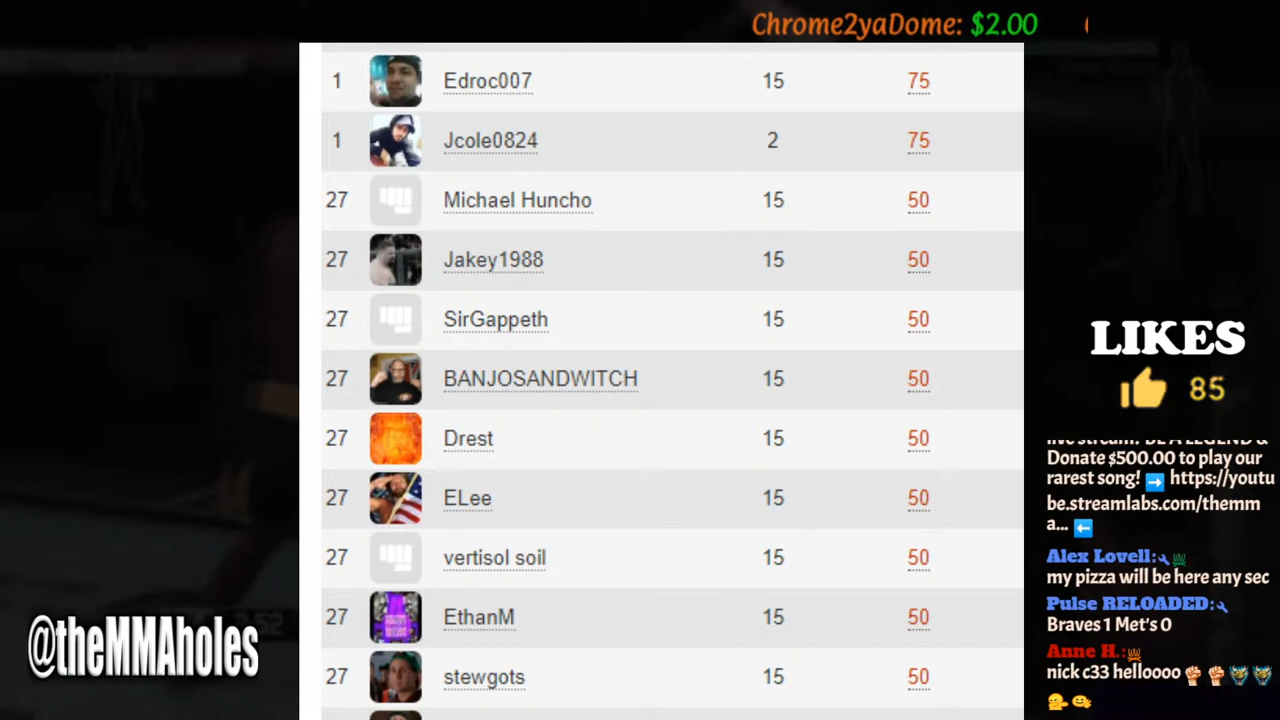 Chrome2yaDome: $2.00
1 Edroc007 15 75
1 Jcole0824 2 75
27 Michael Huncho 15 50
27 Jakey1988 15 50
27 SirGappeth 15 50
27 BANJOSANDWITCH 15 50
27 Drest 15 50
27 ELee 15 50
27 vertisol soil 15 50
27 EthanM 15 50
27 stewgots 15 50
LIKES
85
live stream! BE A LEGEND &
Donate $500.00 to play our
rarest song! ➡️ https://youtu
be.streamlabs.com/themm
a... ⬅️
Alex Lovell:
my pizza will be here any sec
Pulse RELOADED:
Braves 1 Met's 0
Anne H.:
nick c33 helloooo
@theMMAholes